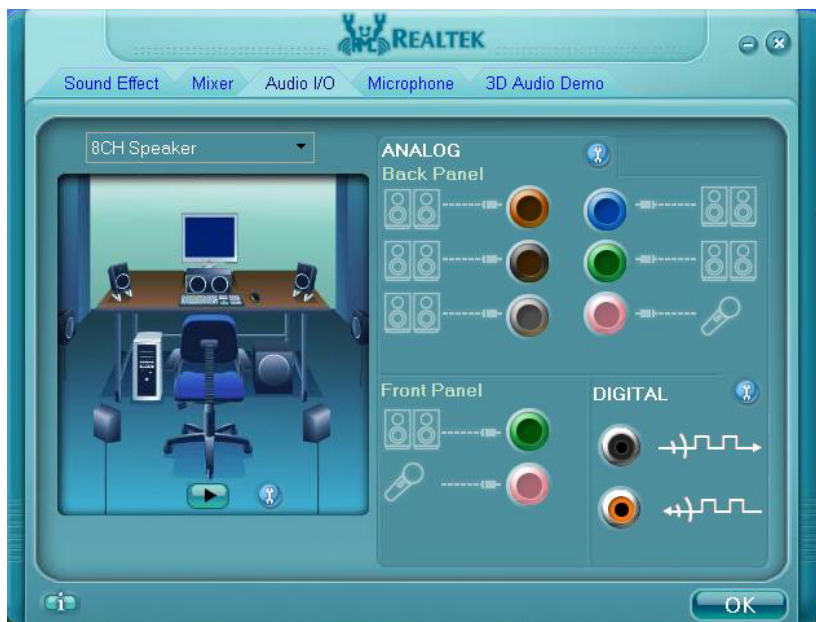 REALTEK
Sound Effect Mixer Audio I/O Microphone 3D Audio Demo
8CH Speaker
ANALOG
Back Panel
Front Panel
DIGITAL
i
OK